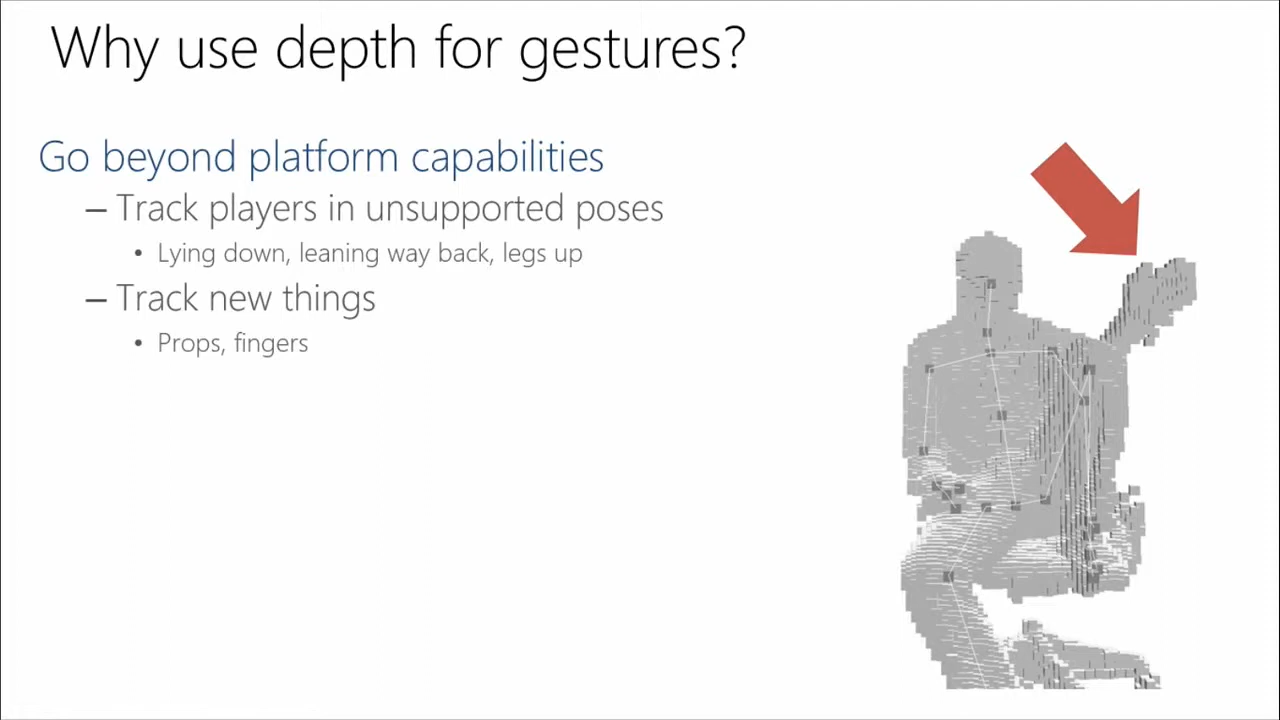 Why use depth for gestures?
Go beyond platform capabilities
– Track players in unsupported poses
• Lying down, leaning way back, legs up
– Track new things
• Props, fingers